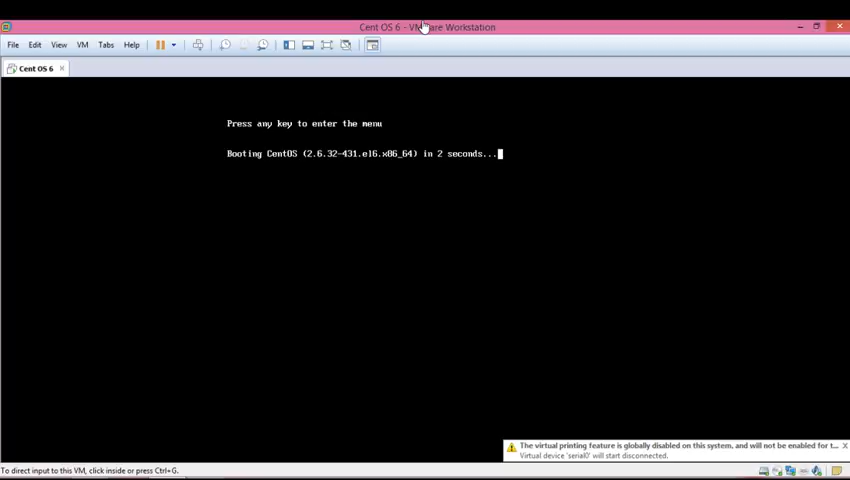 Cent OS 6 - VMware Workstation
File Edit View VM Tabs Help
Cent OS 6
Press any key to enter the menu
Booting CentOS (2.6.32-431.el6.x86_64) in 2 seconds...
The virtual printing feature is globally disabled on this system, and will not be enabled for t... X
Virtual device 'serial0' will start disconnected.
To direct input to this VM, click inside or press Ctrl+G.